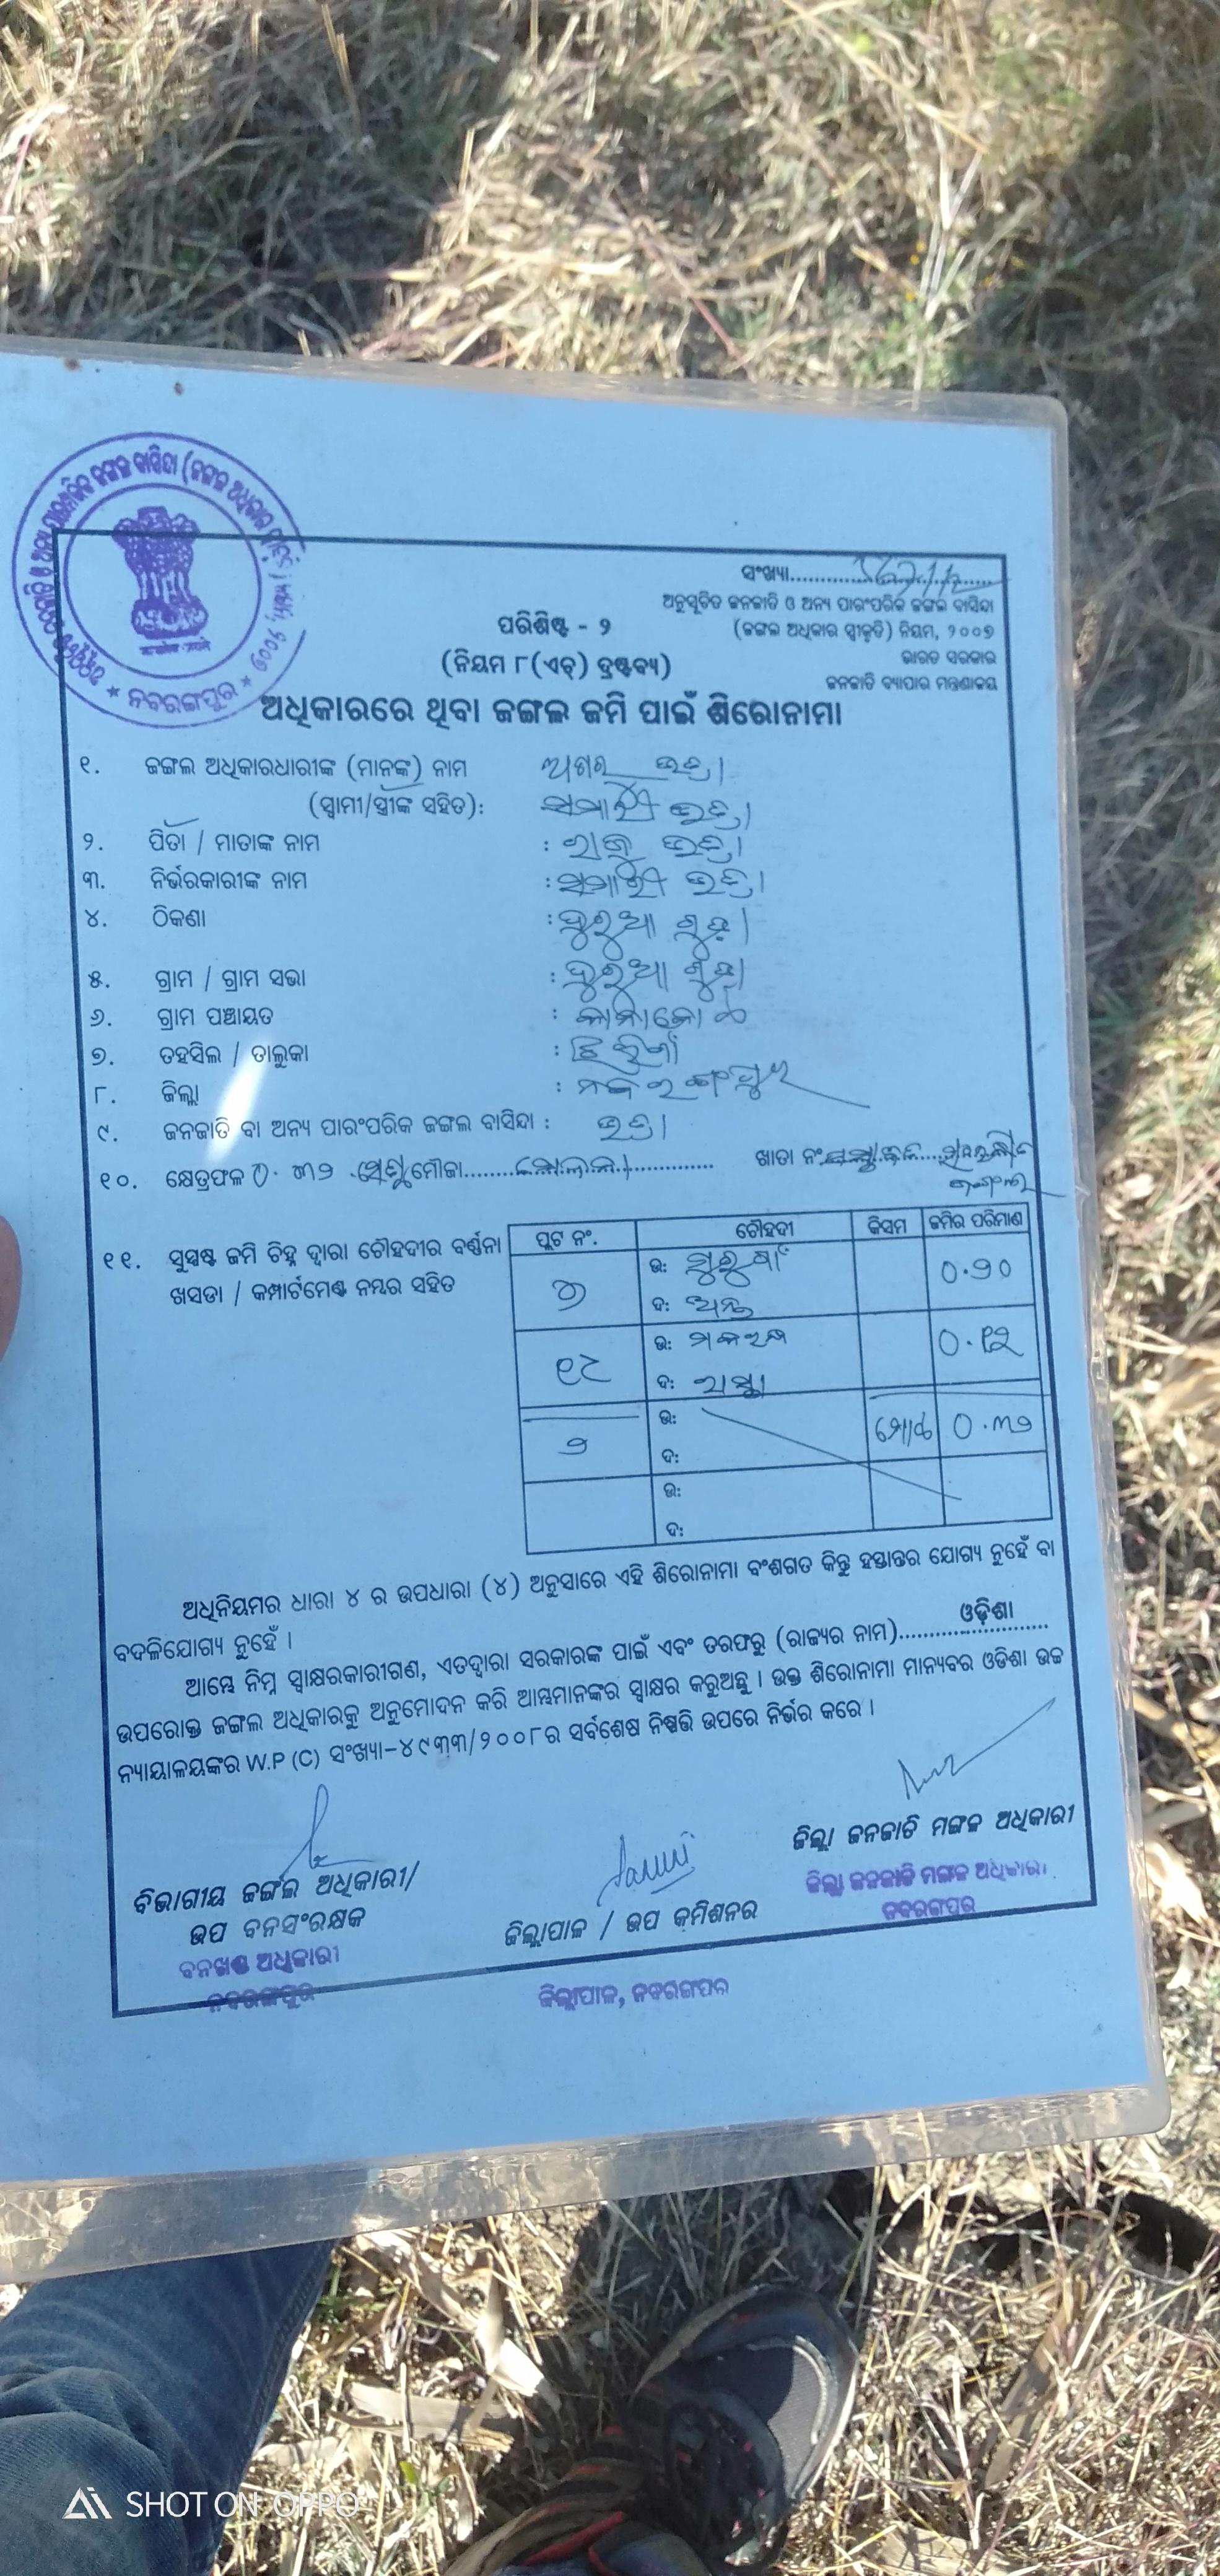 ସଂଖ୍ୟା
ଅନୁସୂଚିତ ଜନଜାତି ଓ ଅନ୍ୟ ପାରଂପରିକ ଜଙ୍ଗଲ ବାସିନ୍ଦା
(ଜଙ୍ଗଲ ଅଧିକାର ସ୍ୱୀକୃତି) ନିୟମ, ୨୦୦୭
ଭାରତ ସରକାର
ଜନଜାତି ବ୍ୟାପାର ମନ୍ତ୍ରଣାଳୟ
ନବରଙ୍ଗପୁର
ପରିଶିଷ୍ଟ - ୨
(ନିୟମ ୮(ଏଚ୍) ଦ୍ରଷ୍ଟବ୍ୟ)
ଅଧିକାରରେ ଥିବା ଜଙ୍ଗଲ ଜମି ପାଇଁ ଶିରୋନାମା
୧. ଜଙ୍ଗଲ ଅଧିକାରଧାରୀଙ୍କ (ମାନଙ୍କ) ନାମ
(ସ୍ୱାମୀ/ସ୍ତ୍ରୀଙ୍କ ସହିତ):
୨. ପିତା / ମାତାଙ୍କ ନାମ :
୩. ନିର୍ଭରକାରୀଙ୍କ ନାମ :
୪. ଠିକଣା : ଦୁରୁଆ ଗୁଡ଼ା
୫. ଗ୍ରାମ / ଗ୍ରାମ ସଭା : ଦୁରୁଆ ଗୁଡ଼ା
୬. ଗ୍ରାମ ପଞ୍ଚାୟତ :
୭. ତହସିଲ / ତାଲୁକା :
୮. ଜିଲ୍ଲା : ନବରଙ୍ଗପୁର
୯. ଜନଜାତି ବା ଅନ୍ୟ ପାରଂପରିକ ଜଙ୍ଗଲ ବାସିନ୍ଦା :
୧୦. କ୍ଷେତ୍ରଫଳ ୦.୩୨ ମୌଜା ଖାତା ନଂ
୧୧. ସୁସ୍ପଷ୍ଟ ଜମି ଚିହ୍ନ ଦ୍ୱାରା ଚୌହଦୀର ବର୍ଣ୍ଣନା
ଖସଡା / କମ୍ପାର୍ଟମେଣ୍ଟ ନମ୍ବର ସହିତ
ପ୍ଲଟ ନଂ. ଚୌହଦୀ କିସମ ଜମିର ପରିମାଣ
ଉ: ୦.୨୦
ଦ:
ଉ: ୦.୧୨
ଦ:
୨ ଉ: ମୋଟ ୦.୩୨
ଦ:
ଉ:
ଦ:
ଅଧିନିୟମର ଧାରା ୪ ର ଉପଧାରା (୪) ଅନୁସାରେ ଏହି ଶିରୋନାମା ବଂଶଗତ କିନ୍ତୁ ହସ୍ତାନ୍ତର ଯୋଗ୍ୟ ନୁହେଁ ବା
ବଦଳିଯୋଗ୍ୟ ନୁହେଁ ।
ଆମ୍ଭେ ନିମ୍ନ ସ୍ୱାକ୍ଷରକାରୀଗଣ, ଏତଦ୍ୱାରା ସରକାରଙ୍କ ପାଇଁ ଏବଂ ତରଫରୁ (ରାଜ୍ୟର ନାମ) ଓଡ଼ିଶା
ଉପରୋକ୍ତ ଜଙ୍ଗଲ ଅଧିକାରକୁ ଅନୁମୋଦନ କରି ଆମ୍ଭମାନଙ୍କର ସ୍ୱାକ୍ଷର କରୁଅଛୁ । ଉକ୍ତ ଶିରୋନାମା ମାନ୍ୟବର ଓଡିଶା ଉଚ୍ଚ
ନ୍ୟାୟାଳୟଙ୍କର W.P (C) ସଂଖ୍ୟା-୪୯୩୩/୨୦୦୮ର ସର୍ବଶେଷ ନିଷ୍ପତ୍ତି ଉପରେ ନିର୍ଭର କରେ ।
ବିଭାଗୀୟ ଜଙ୍ଗଲ ଅଧିକାରୀ/
ଉପ ବନସଂରକ୍ଷକ
ବନଖଣ୍ଡ ଅଧିକାରୀ
ନବରଙ୍ଗପୁର
ଜିଲ୍ଲାପାଳ / ଉପ କମିଶନର
ଜିଲ୍ଲାପାଳ, ନବରଙ୍ଗପୁର
ଜିଲ୍ଲା ଜନଜାତି ମଙ୍ଗଳ ଅଧିକାରୀ
ଜିଲ୍ଲା ଜନଜାତି ମଙ୍ଗଳ ଅଧିକାରୀ
ନବରଙ୍ଗପୁର
SHOT ON OPPO